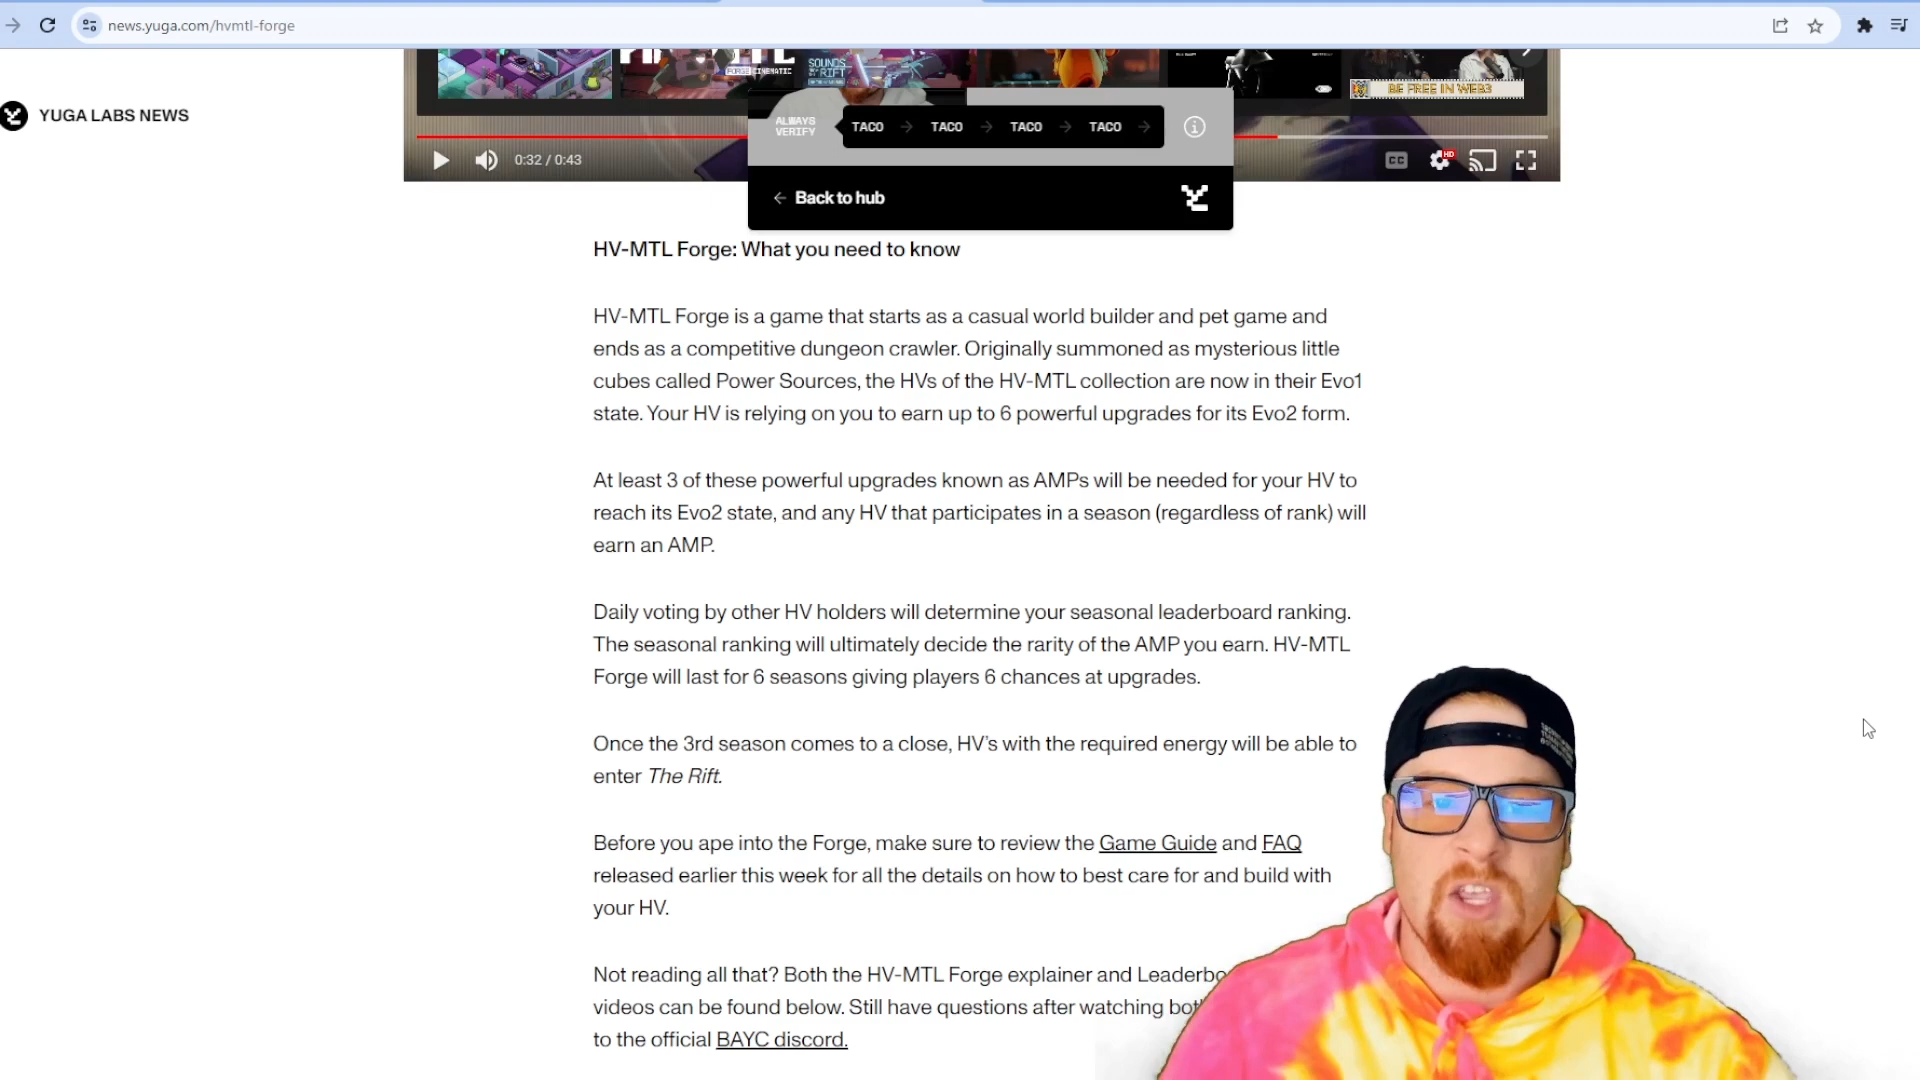 news.yuga.com/hvmtl-forge
FORGE CINEMATIC
SOUNDS
RIFT
BE FREE IN WEB3
YUGA LABS NEWS
ALWAYS
VERIFY
TACO → TACO → TACO → TACO →
0:32 / 0:43
CC
HD
← Back to hub
HV-MTL Forge: What you need to know
HV-MTL Forge is a game that starts as a casual world builder and pet game and
ends as a competitive dungeon crawler. Originally summoned as mysterious little
cubes called Power Sources, the HVs of the HV-MTL collection are now in their Evo1
state. Your HV is relying on you to earn up to 6 powerful upgrades for its Evo2 form.
At least 3 of these powerful upgrades known as AMPs will be needed for your HV to
reach its Evo2 state, and any HV that participates in a season (regardless of rank) will
earn an AMP.
Daily voting by other HV holders will determine your seasonal leaderboard ranking.
The seasonal ranking will ultimately decide the rarity of the AMP you earn. HV-MTL
Forge will last for 6 seasons giving players 6 chances at upgrades.
Once the 3rd season comes to a close, HV's with the required energy will be able to
enter The Rift.
Before you ape into the Forge, make sure to review the Game Guide and FAQ
released earlier this week for all the details on how to best care for and build with
your HV.
Not reading all that? Both the HV-MTL Forge explainer and Leaderbo
videos can be found below. Still have questions after watching bot
to the official BAYC discord.